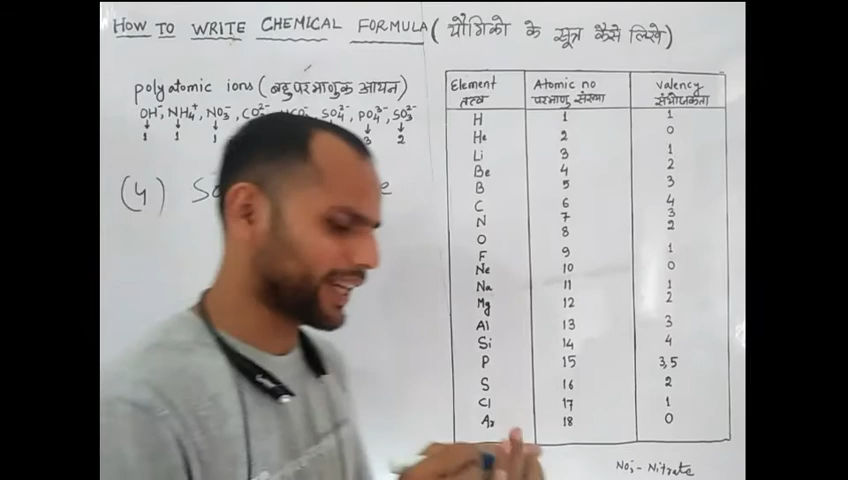 HOW TO WRITE CHEMICAL FORMULA ( यौगिको के सूत्र कैसे लिखे )
polyatomic ions ( बहु परमाणुक आयन )
OH⁻, NH₄⁺, NO₃⁻, CO₃²⁻, SO₄²⁻, PO₄³⁻, SO₃²⁻
↓ ↓ ↓ ↓ ↓
1 1 1 3 2
(4)
Element Atomic no Valency
तत्व परमाणु संख्या संयोजकता
H 1 1
He 2 0
Li 3 1
Be 4 2
B 5 3
C 6 4
N 7 3
O 8 2
F 9 1
Ne 10 0
Na 11 1
Mg 12 2
Al 13 3
Si 14 4
P 15 3,5
S 16 2
Cl 17 1
Ar 18 0
NO₃⁻ - Nitrate